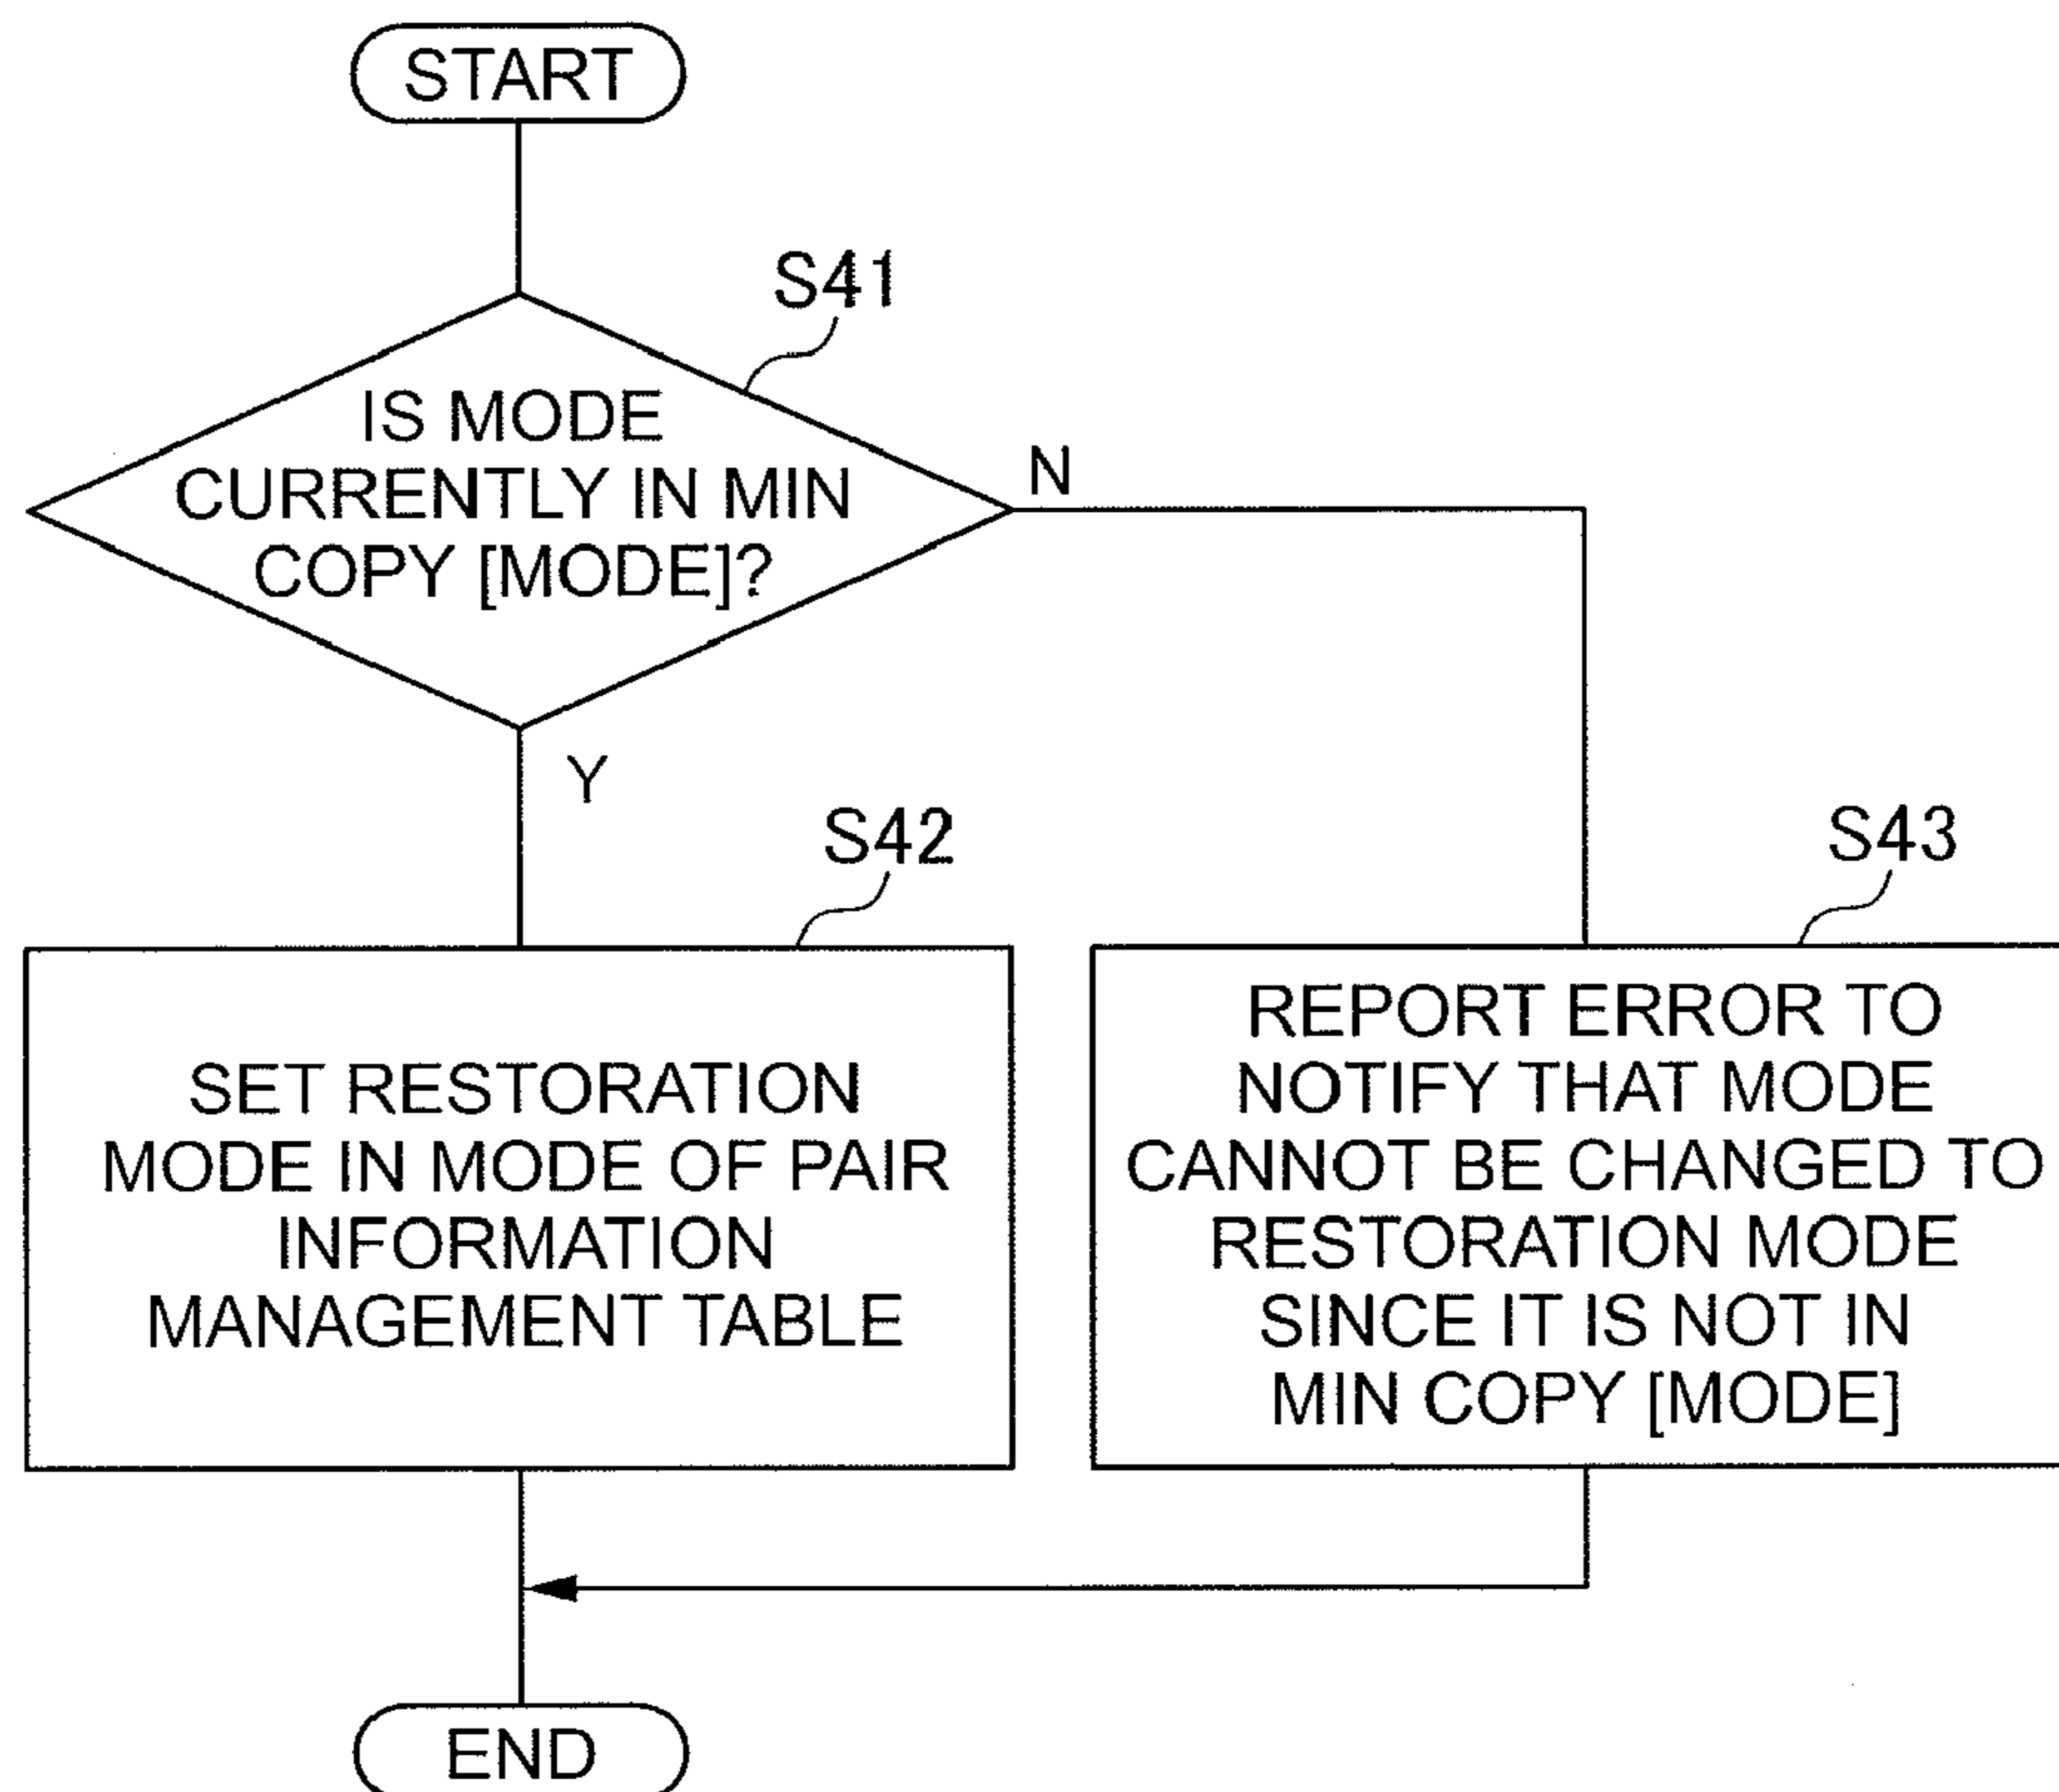 START
S41
IS MODE
CURRENTLY IN MIN
COPY [MODE]?
N
Y
S42
SET RESTORATION
MODE IN MODE OF PAIR
INFORMATION
MANAGEMENT TABLE
S43
REPORT ERROR TO
NOTIFY THAT MODE
CANNOT BE CHANGED TO
RESTORATION MODE
SINCE IT IS NOT IN
MIN COPY [MODE]
END